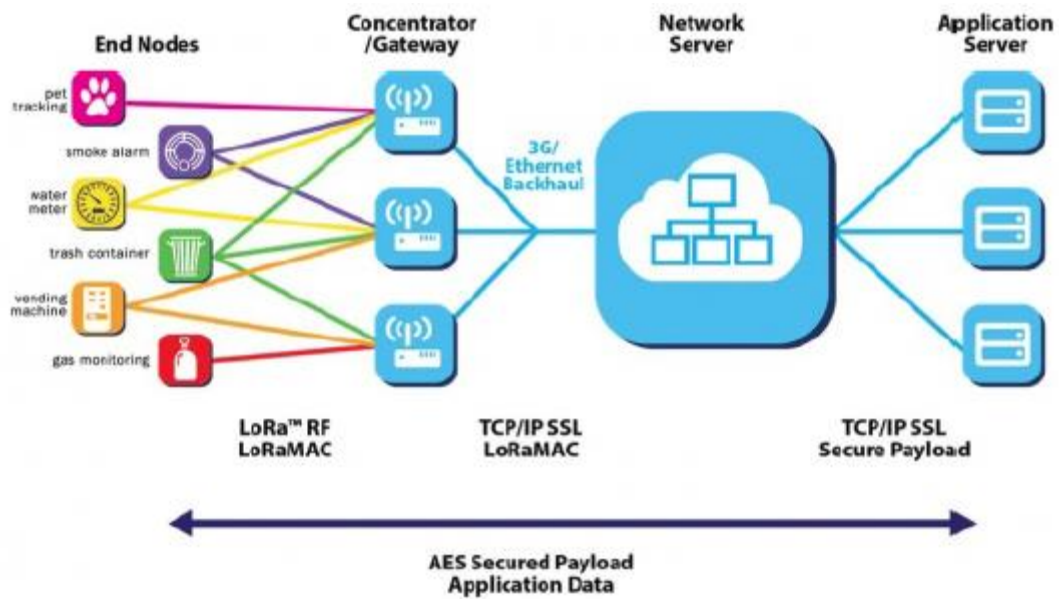 End Nodes
Concentrator
/Gateway
Network
Server
Application
Server
pet
tracking
smoke alarm
water
meter
trash container
vending
machine
gas monitoring
3G/
Ethernet
Backhaul
LoRa™ RF
LoRaMAC
TCP/IP SSL
LoRaMAC
TCP/IP SSL
Secure Payload
AES Secured Payload
Application Data